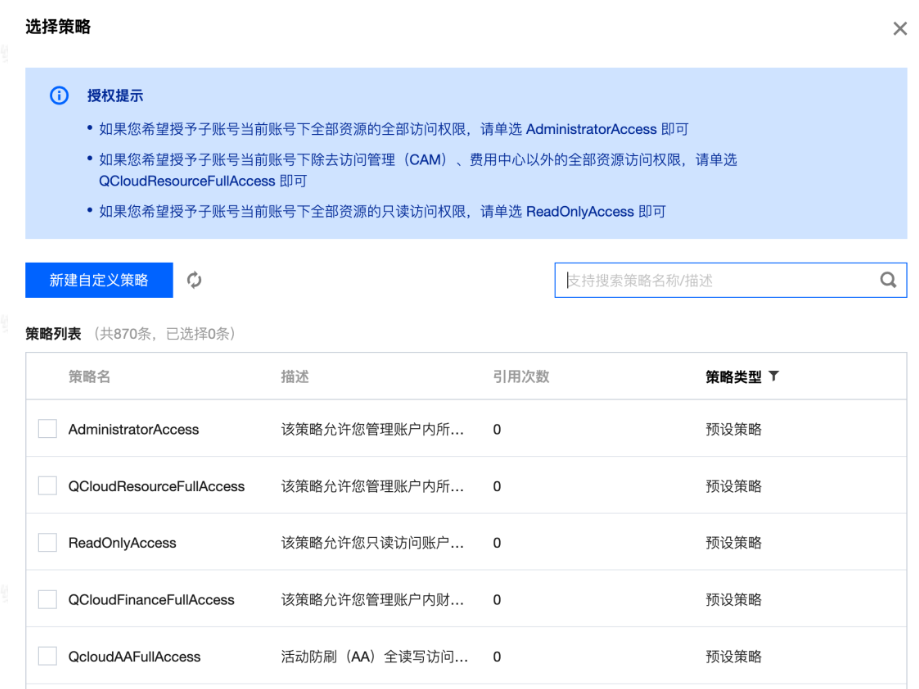 选择策略
授权提示
• 如果您希望授予子账号当前账号下全部资源的全部访问权限，请单选 AdministratorAccess 即可
• 如果您希望授予子账号当前账号下除去访问管理（CAM）、费用中心以外的全部资源访问权限，请单选
QCloudResourceFullAccess 即可
• 如果您希望授予子账号当前账号下全部资源的只读访问权限，请单选 ReadOnlyAccess 即可
新建自定义策略 支持搜索策略名称/描述
策略列表 （共870条，已选择0条）
策略名 描述 引用次数 策略类型
AdministratorAccess 该策略允许您管理账户内所... 0 预设策略
QCloudResourceFullAccess 该策略允许您管理账户内所... 0 预设策略
ReadOnlyAccess 该策略允许您只读访问账户... 0 预设策略
QCloudFinanceFullAccess 该策略允许您管理账户内财... 0 预设策略
QcloudAAFullAccess 活动防刷（AA）全读写访问... 0 预设策略